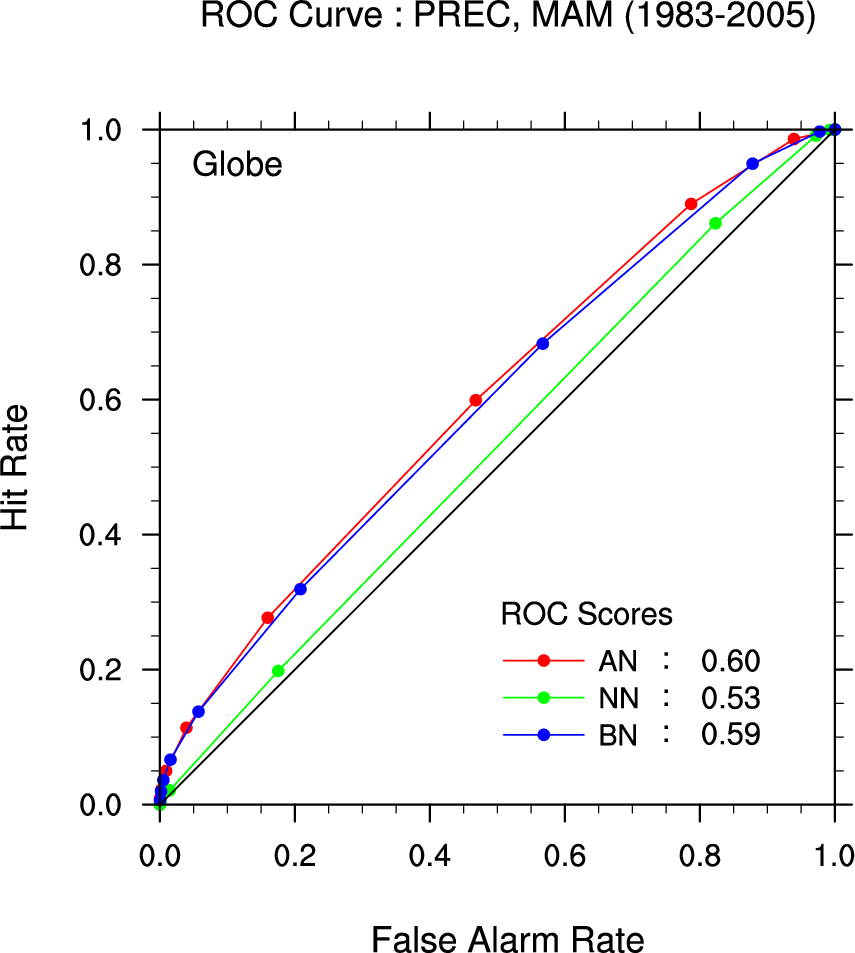 ROC Curve : PREC, MAM (1983-2005)
Globe
1.0
0.8
0.6
0.4
0.2
0.0
Hit Rate
ROC Scores
AN : 0.60
NN : 0.53
BN : 0.59
0.0 0.2 0.4 0.6 0.8 1.0
False Alarm Rate